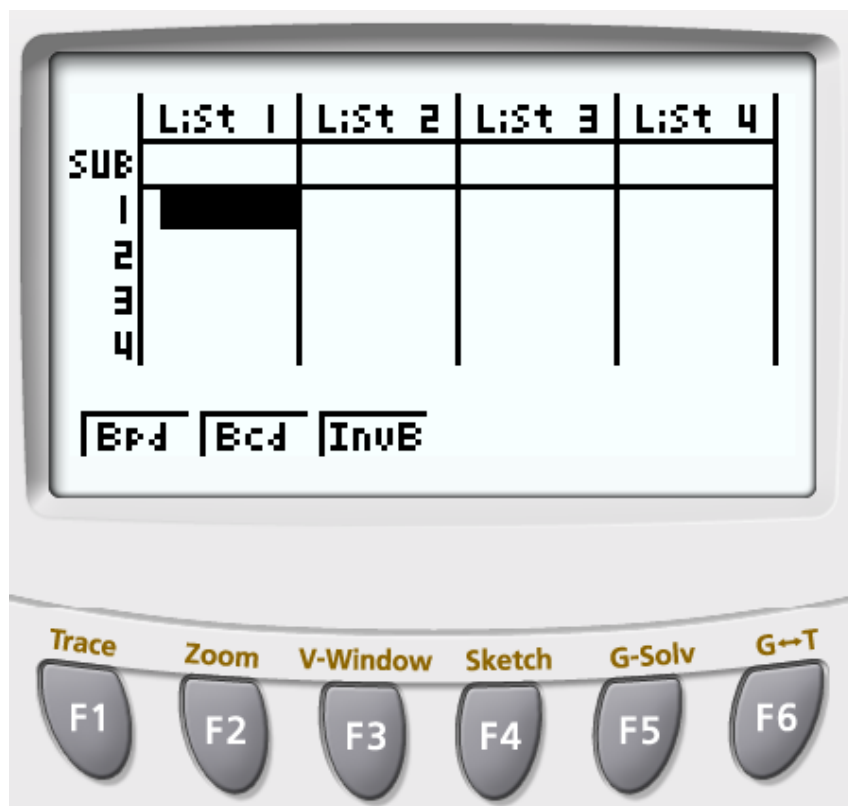 List 1 List 2 List 3 List 4
SUB
1
2
3
4
Bpd Bcd InvB
Trace Zoom V-Window Sketch G-Solv G↔T
F1 F2 F3 F4 F5 F6